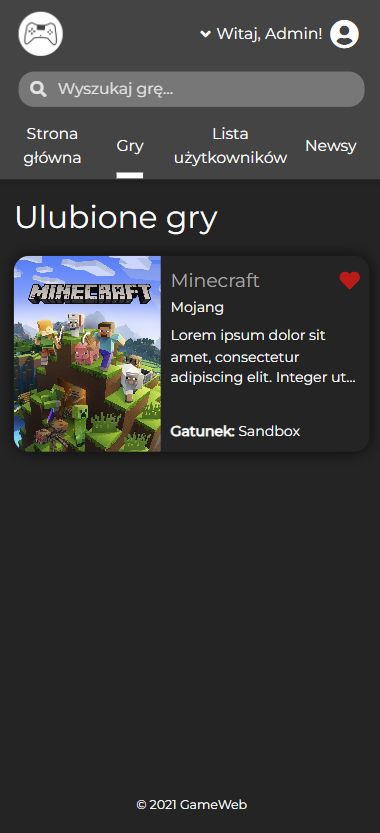 Witaj, Admin!
Wyszukaj grę...
Strona
główna
Gry
Lista
użytkowników
Newsy
Ulubione gry
MINECRAFT
Minecraft
Mojang
Lorem ipsum dolor sit
amet, consectetur
adipiscing elit. Integer ut...
Gatunek: Sandbox
© 2021 GameWeb